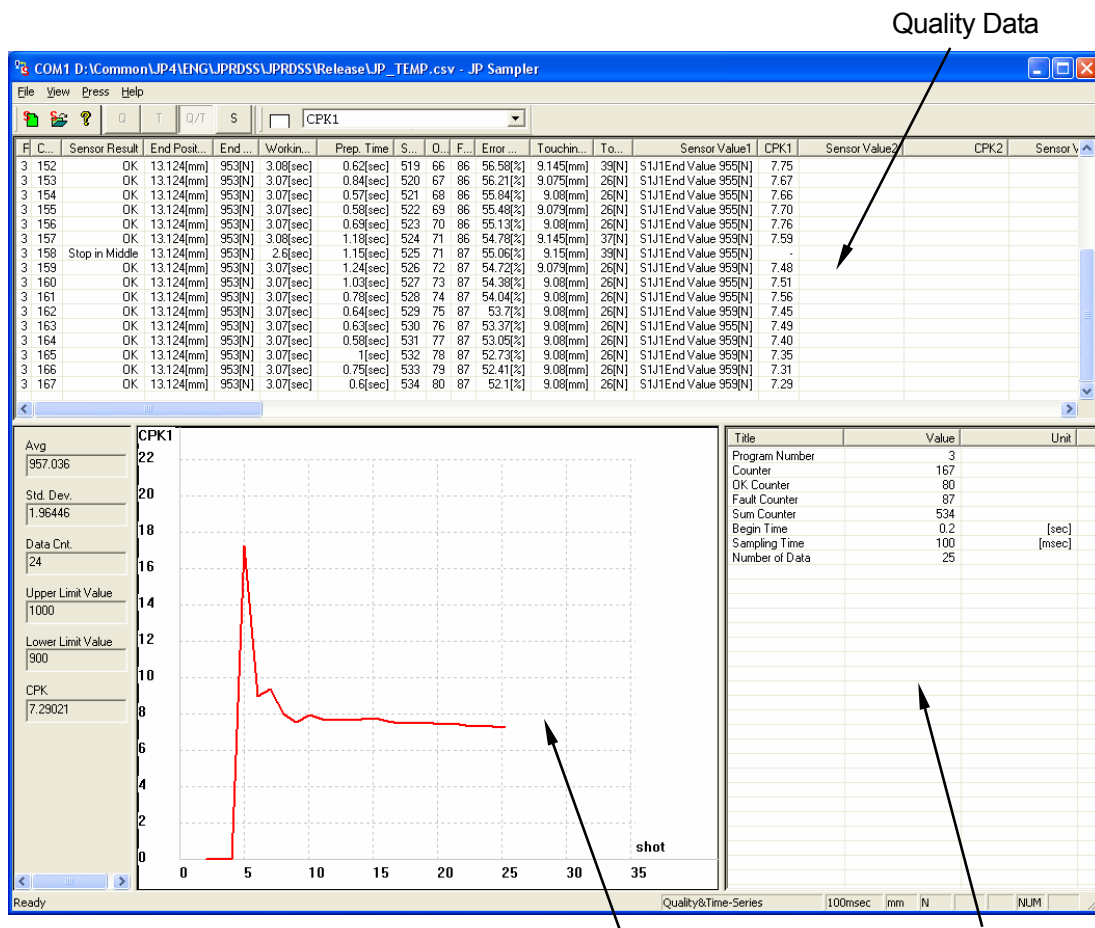 Quality Data
COM1 D:\Common\JP4\ENG\JPRDSS\JPRDSS\Release\JP_TEMP.csv - JP Sampler
File View Press Help
Q T Q/T S CPK1
F C... Sensor Result End Posit... End ... Workin... Prep. Time S... O... F... Error ... Touchin... To... Sensor Value1 CPK1 Sensor Value2 CPK2 Sensor V
3 152 OK 13.124[mm] 953[N] 3.08[sec] 0.62[sec] 519 66 86 56.58[%] 9.145[mm] 39[N] S1J1End Value 955[N] 7.75
3 153 OK 13.124[mm] 953[N] 3.07[sec] 0.84[sec] 520 67 86 56.21[%] 9.075[mm] 26[N] S1J1End Value 955[N] 7.67
3 154 OK 13.124[mm] 953[N] 3.07[sec] 0.57[sec] 521 68 86 55.84[%] 9.08[mm] 26[N] S1J1End Value 955[N] 7.66
3 155 OK 13.124[mm] 953[N] 3.07[sec] 0.58[sec] 522 69 86 55.48[%] 9.079[mm] 26[N] S1J1End Value 955[N] 7.70
3 156 OK 13.124[mm] 953[N] 3.07[sec] 0.69[sec] 523 70 86 55.13[%] 9.08[mm] 26[N] S1J1End Value 955[N] 7.76
3 157 OK 13.124[mm] 953[N] 3.08[sec] 1.18[sec] 524 71 86 54.78[%] 9.145[mm] 37[N] S1J1End Value 959[N] 7.59
3 158 Stop in Middle 13.124[mm] 953[N] 2.6[sec] 1.15[sec] 525 71 87 55.06[%] 9.15[mm] 39[N] S1J1End Value 955[N] -
3 159 OK 13.124[mm] 953[N] 3.07[sec] 1.24[sec] 526 72 87 54.72[%] 9.079[mm] 26[N] S1J1End Value 959[N] 7.48
3 160 OK 13.124[mm] 953[N] 3.07[sec] 1.03[sec] 527 73 87 54.38[%] 9.08[mm] 26[N] S1J1End Value 955[N] 7.51
3 161 OK 13.124[mm] 953[N] 3.07[sec] 0.78[sec] 528 74 87 54.04[%] 9.08[mm] 26[N] S1J1End Value 955[N] 7.56
3 162 OK 13.124[mm] 953[N] 3.07[sec] 0.64[sec] 529 75 87 53.7[%] 9.08[mm] 26[N] S1J1End Value 959[N] 7.45
3 163 OK 13.124[mm] 953[N] 3.07[sec] 0.63[sec] 530 76 87 53.37[%] 9.08[mm] 26[N] S1J1End Value 955[N] 7.49
3 164 OK 13.124[mm] 953[N] 3.07[sec] 0.58[sec] 531 77 87 53.05[%] 9.08[mm] 26[N] S1J1End Value 959[N] 7.40
3 165 OK 13.124[mm] 953[N] 3.07[sec] 1[sec] 532 78 87 52.73[%] 9.08[mm] 26[N] S1J1End Value 959[N] 7.35
3 166 OK 13.124[mm] 953[N] 3.07[sec] 0.75[sec] 533 79 87 52.41[%] 9.08[mm] 26[N] S1J1End Value 959[N] 7.31
3 167 OK 13.124[mm] 953[N] 3.07[sec] 0.6[sec] 534 80 87 52.1[%] 9.08[mm] 26[N] S1J1End Value 959[N] 7.29
Avg
957.036
Std. Dev.
1.96446
Data Cnt.
24
Upper Limit Value
1000
Lower Limit Value
900
CPK
7.29021
CPK1
22
20
18
16
14
12
10
8
6
4
2
0
shot
0 5 10 15 20 25 30 35
Title Value Unit
Program Number 3
Counter 167
OK Counter 80
Fault Counter 87
Sum Counter 534
Begin Time 0.2 [sec]
Sampling Time 100 [msec]
Number of Data 25
Ready Quality&Time-Series 100msec mm N NUM